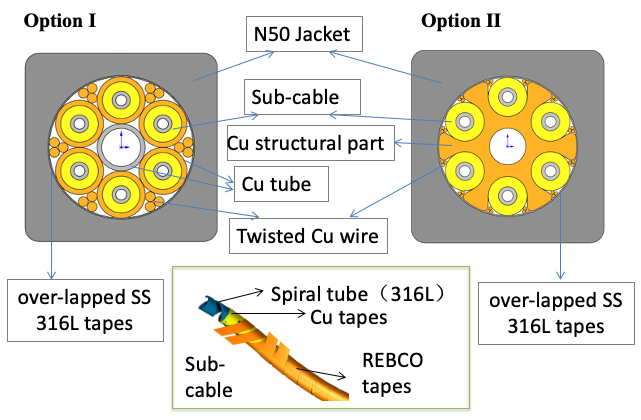 Option I
Option II
N50 Jacket
Sub-cable
Cu structural part
Cu tube
Twisted Cu wire
over-lapped SS
316L tapes
over-lapped SS
316L tapes
Spiral tube（316L）
Cu tapes
Sub-
cable
REBCO
tapes